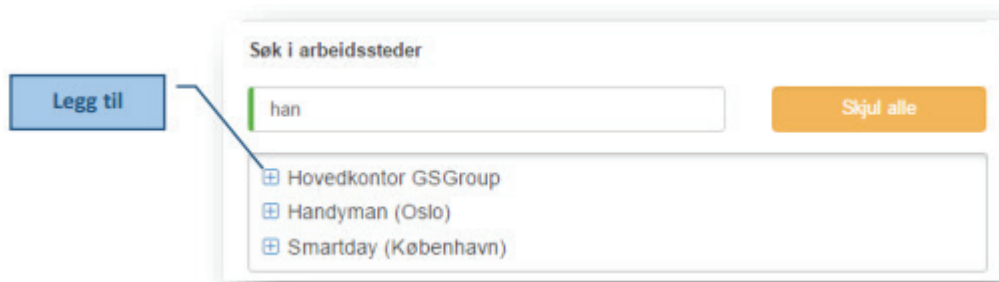 Søk i arbeidssteder
Legg til
han
Skjul alle
Hovedkontor GSGroup
Handyman (Oslo)
Smartday (København)